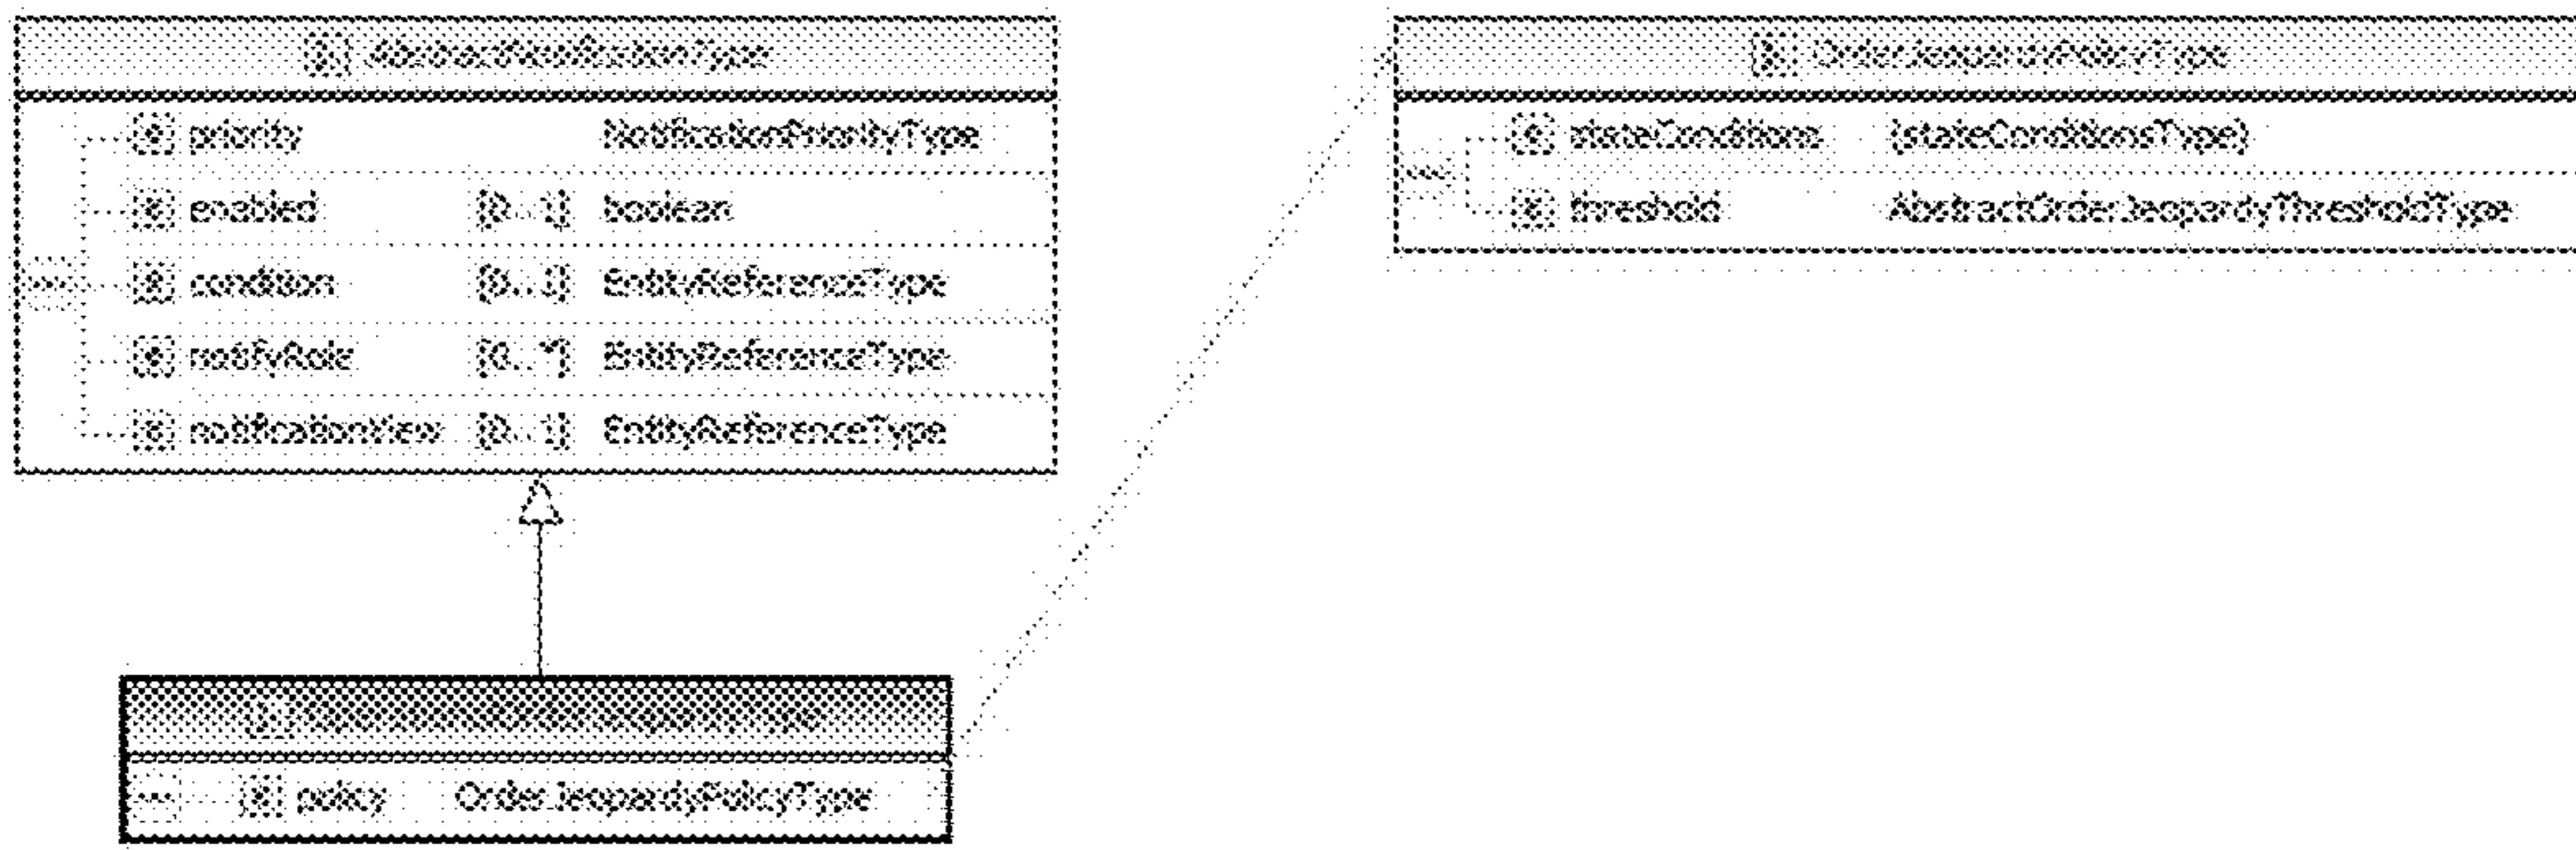 priority NotificationPriorityType
enabled [0..1] boolean
condition [0..1] EntityReferenceType
notifyRole [0..*] EntityReferenceType
notificationView [0..1] EntityReferenceType
OrderJeopardyPolicyType
stateConditions (stateConditionsType)
threshold AbstractOrderJeopardyThresholdType
policy OrderJeopardyPolicyType